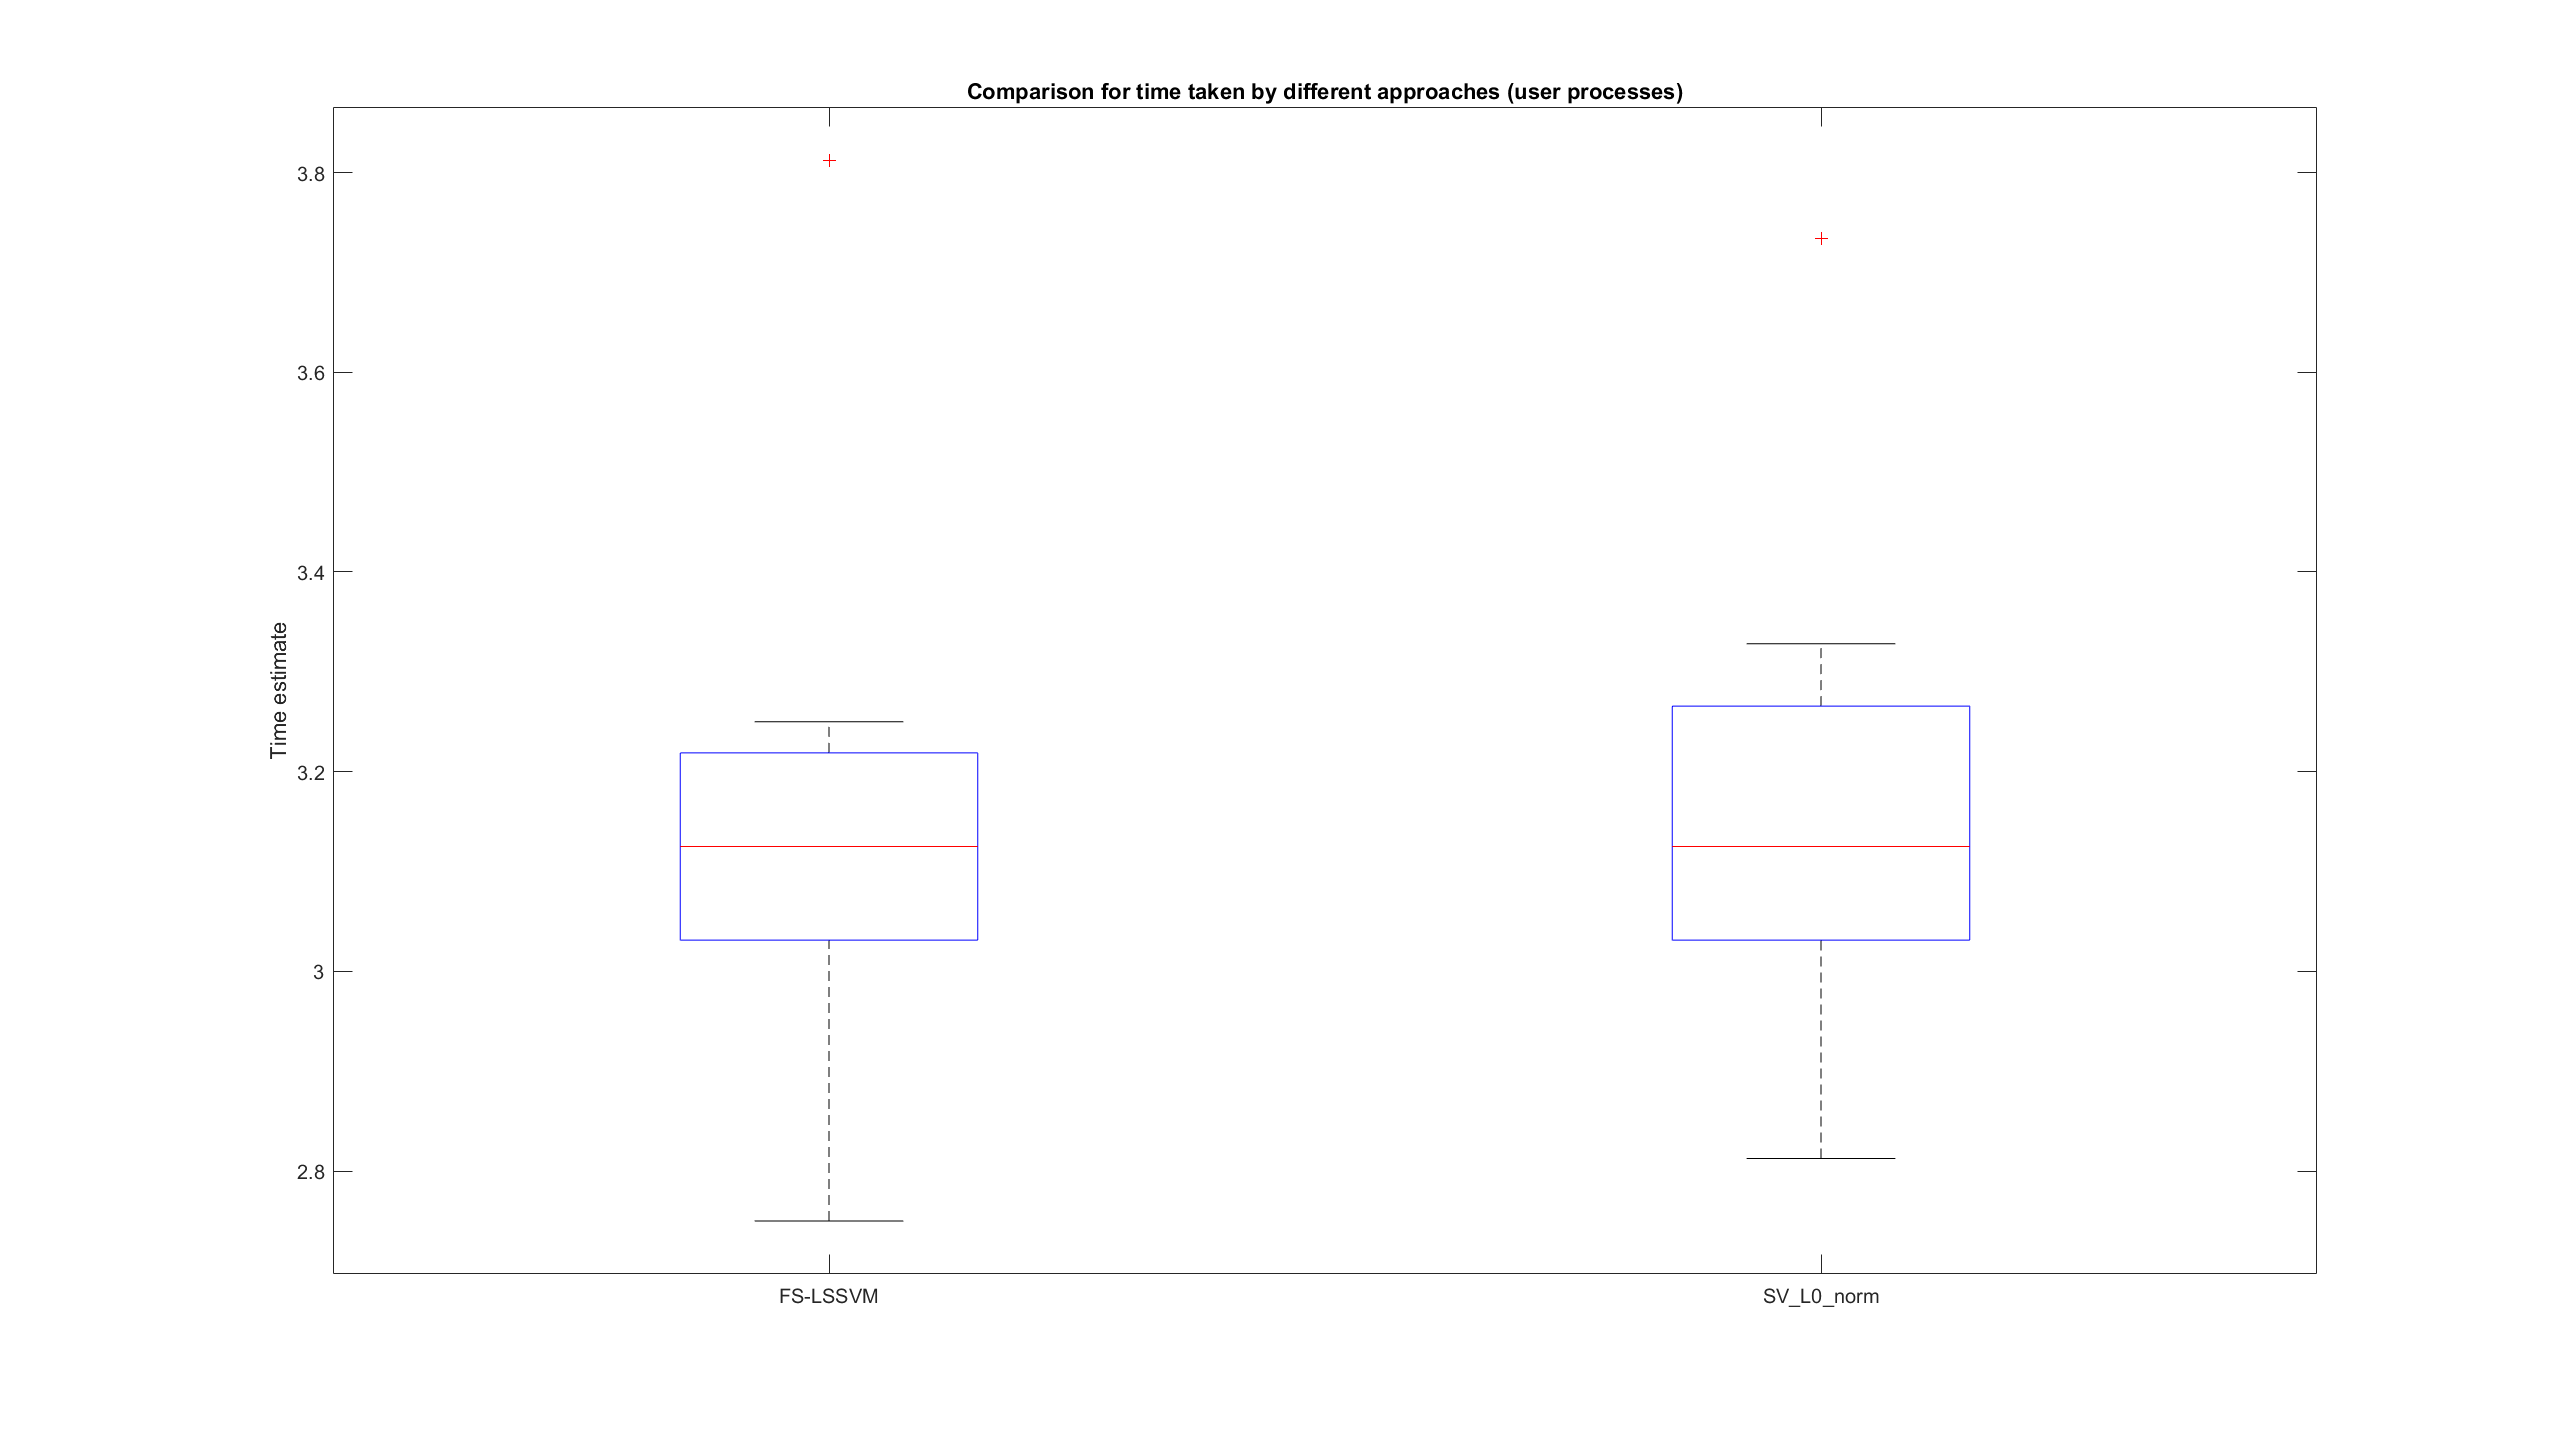 Comparison for time taken by different approaches (user processes)
3.8
3.6
3.4
3.2
3
2.8
Time estimate
FS-LSSVM
SV_L0_norm